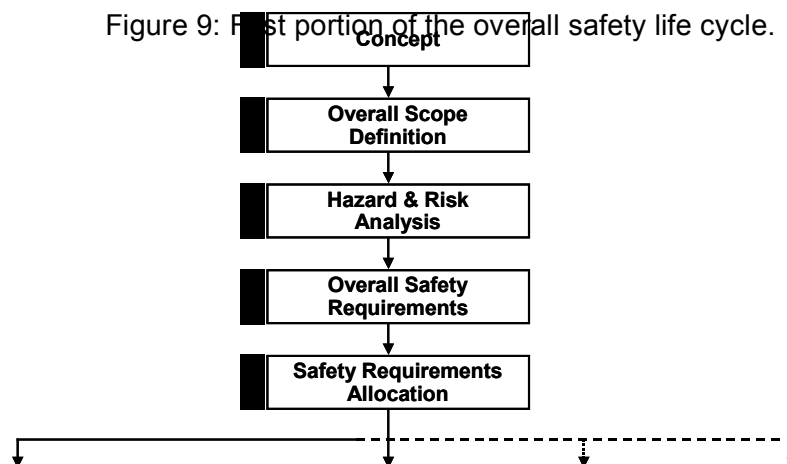 Figure 9: First portion of the overall safety life cycle.
Concept
Overall Scope
Definition
Hazard & Risk
Analysis
Overall Safety
Requirements
Safety Requirements
Allocation